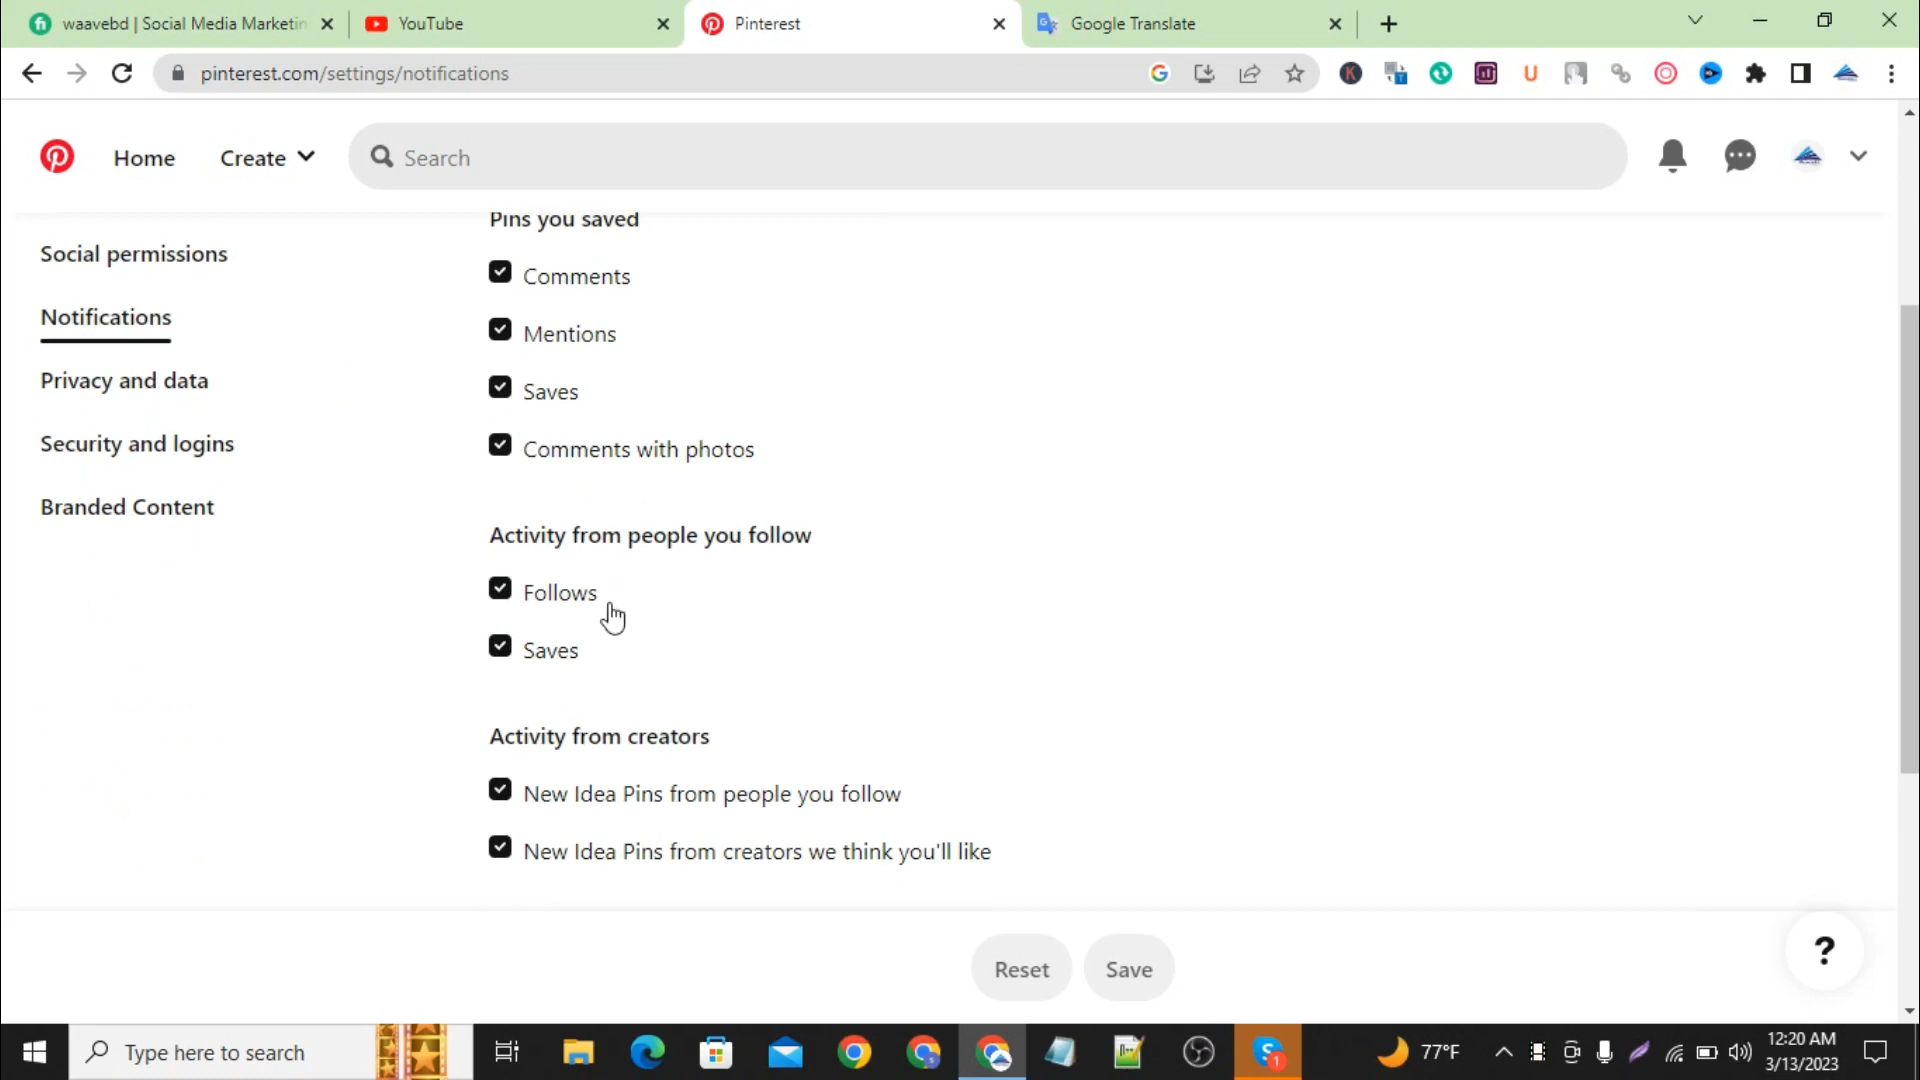 waavebd | Social Media Marketin
YouTube
Pinterest
Google Translate
pinterest.com/settings/notifications
Home
Create
Search
Pins you saved
Social permissions
Comments
Notifications
Mentions
Privacy and data
Saves
Security and logins
Comments with photos
Branded Content
Activity from people you follow
Follows
Saves
Activity from creators
New Idea Pins from people you follow
New Idea Pins from creators we think you'll like
?
Reset
Save
Type here to search
77°F
12:20 AM
3/13/2023